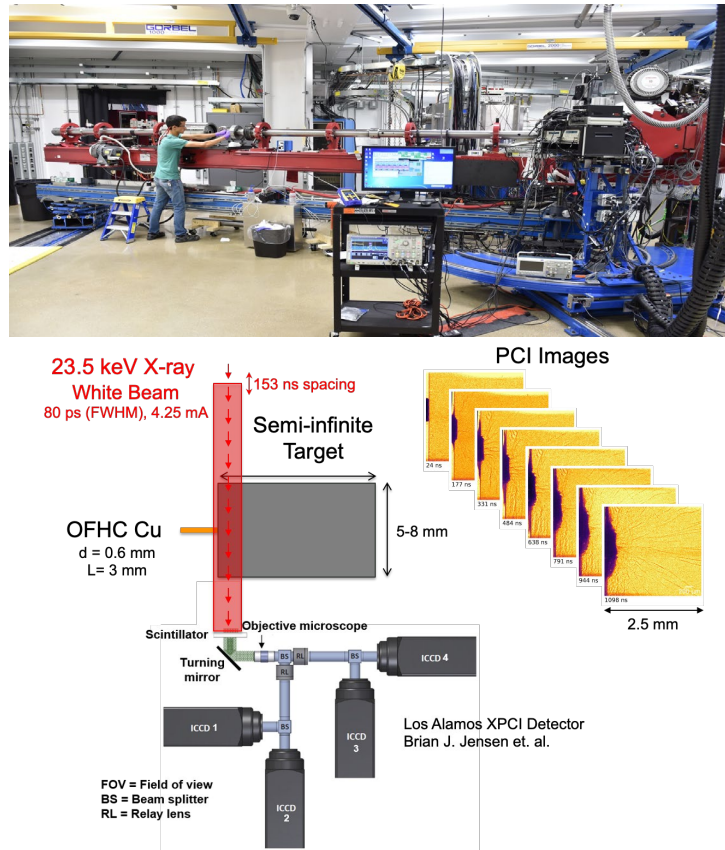 GORBEL
1000
GORBEL
PCI Images
23.5 keV X-ray
White Beam
80 ps (FWHM), 4.25 mA
153 ns spacing
Semi-infinite
Target
24 ns
177 ns
331 ns
484 ns
638 ns
791 ns
944 ns
1098 ns
2.5 mm
OFHC Cu
d = 0.6 mm
L= 3 mm
5-8 mm
Scintillator
Objective microscope
Turning
mirror
BS
RL
BS
ICCD 4
RL
ICCD 1
BS
ICCD
3
ICCD
2
Los Alamos XPCI Detector
Brian J. Jensen et. al.
FOV = Field of view
BS = Beam splitter
RL = Relay lens